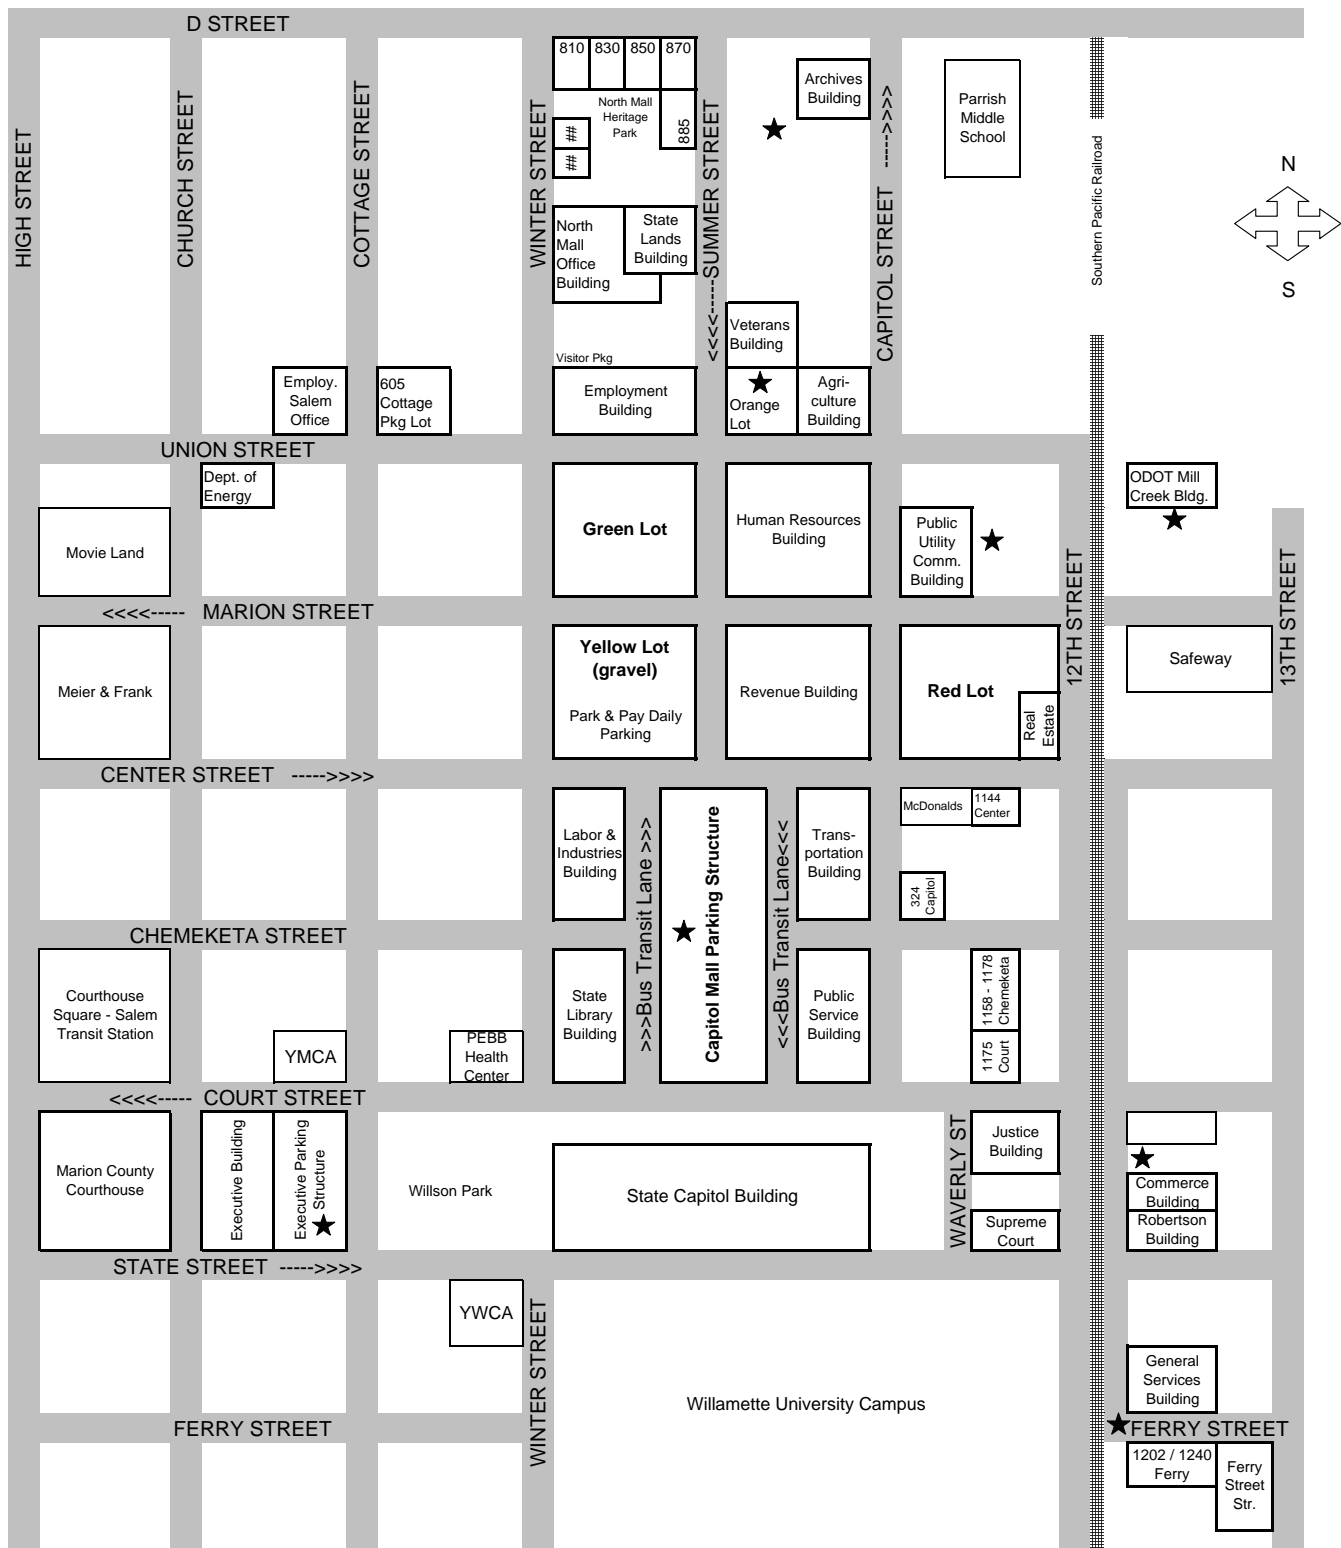 D STREET
810 830 850 870
Archives
Building
Parrish
Middle
School
North Mall
Heritage
Park
885
##
##
HIGH STREET
CHURCH STREET
COTTAGE STREET
WINTER STREET
<<<<-----SUMMER STREET
CAPITOL STREET ---->>>>
Southern Pacific Railroad
N
S
North
Mall
Office
Building
State
Lands
Building
Veterans
Building
Visitor Pkg
Employ.
Salem
Office
605
Cottage
Pkg Lot
Employment
Building
Orange
Lot
Agri-
culture
Building
UNION STREET
Dept. of
Energy
ODOT Mill
Creek Bldg.
Movie Land
Green Lot
Human Resources
Building
Public
Utility
Comm.
Building
12TH STREET
13TH STREET
<<<<----- MARION STREET
Meier & Frank
Yellow Lot
(gravel)
Park & Pay Daily
Parking
Revenue Building
Red Lot
Real
Estate
Safeway
CENTER STREET ----->>>>
Labor &
Industries
Building
>>>Bus Transit Lane >>>
Capitol Mall Parking Structure
<<<Bus Transit Lane<<<
Trans-
portation
Building
McDonalds
1144
Center
324
Capitol
CHEMEKETA STREET
Courthouse
Square - Salem
Transit Station
YMCA
PEBB
Health
Center
State
Library
Building
Public
Service
Building
1158 - 1178
Chemeketa
1175
Court
<<<<----- COURT STREET
Marion County
Courthouse
Executive Building
Executive Parking
Structure
Willson Park
State Capitol Building
WAVERLY ST
Justice
Building
Supreme
Court
Commerce
Building
Robertson
Building
STATE STREET ----->>>>
YWCA
WINTER STREET
Willamette University Campus
General
Services
Building
FERRY STREET
FERRY STREET
1202 / 1240
Ferry
Ferry
Street
Str.